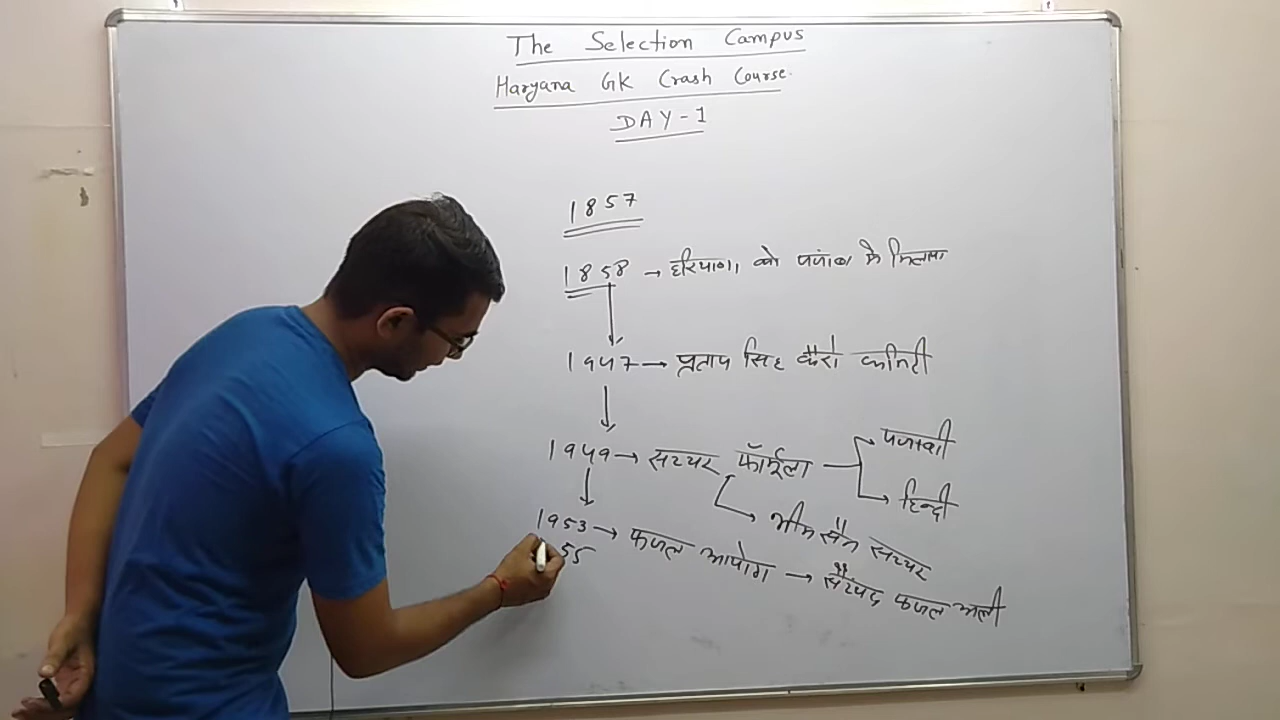 The Selection Campus
Haryana GK Crash Course.
DAY-1
1857
1858 → हरियाणा को पंजाब में मिलाया
1947 → प्रताप सिंह कैरो कमिटी
1949 → सच्चर फॉर्मूला
पंजाबी
हिन्दी
भीम सैन सच्चर
1953 → फजल आयोग → सैय्यद फजल अली
55